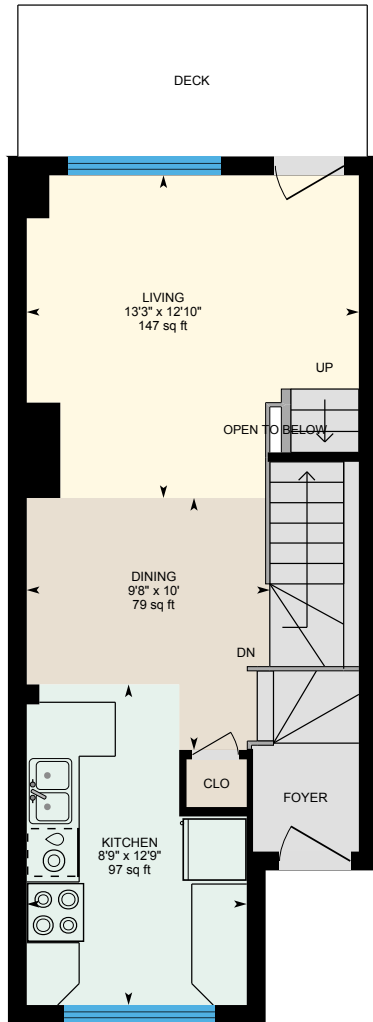 DECK
LIVING
13'3" x 12'10"
147 sq ft
UP
OPEN TO BELOW
DINING
9'8" x 10'
79 sq ft
DN
CLO
FOYER
KITCHEN
8'9" x 12'9"
97 sq ft